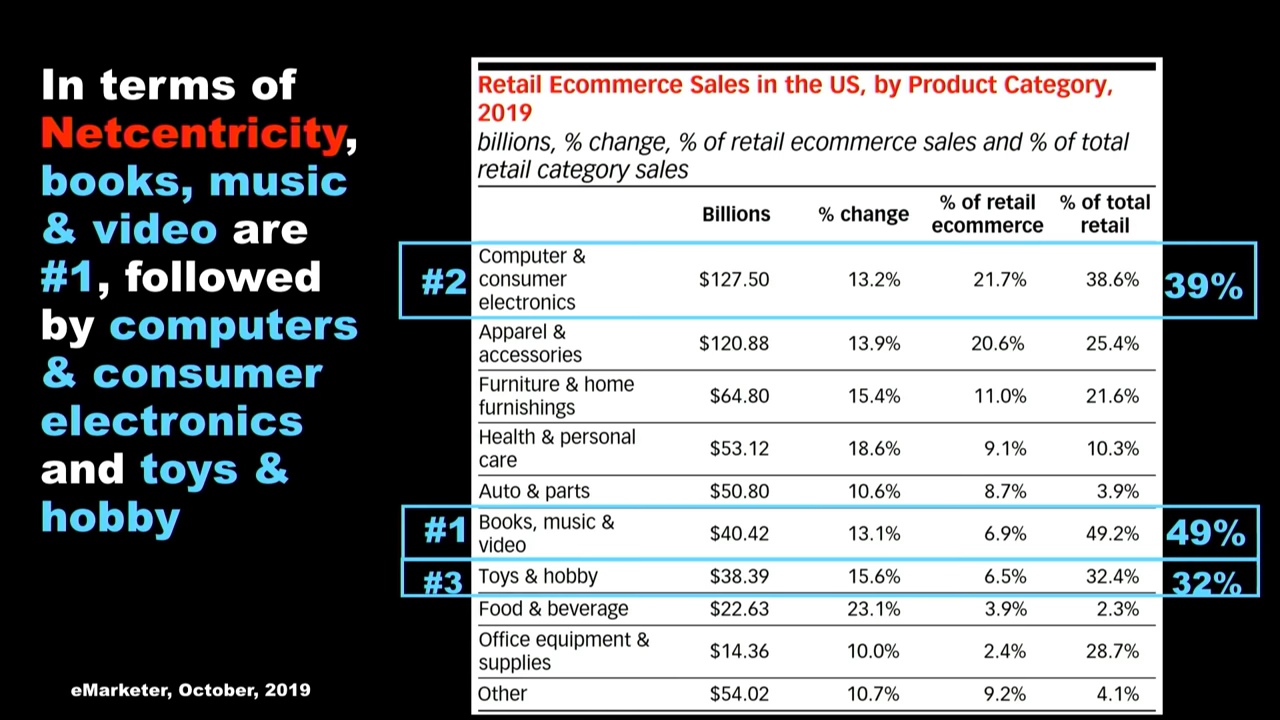 In terms of
Netcentricity,
books, music
& video are
#1, followed
by computers
& consumer
electronics
and toys &
hobby
eMarketer, October, 2019
Retail Ecommerce Sales in the US, by Product Category,
2019
billions, % change, % of retail ecommerce sales and % of total
retail category sales
Billions % change % of retail ecommerce % of total retail
#2 Computer & consumer electronics $127.50 13.2% 21.7% 38.6% 39%
Apparel & accessories $120.88 13.9% 20.6% 25.4%
Furniture & home furnishings $64.80 15.4% 11.0% 21.6%
Health & personal care $53.12 18.6% 9.1% 10.3%
Auto & parts $50.80 10.6% 8.7% 3.9%
#1 Books, music & video $40.42 13.1% 6.9% 49.2% 49%
#3 Toys & hobby $38.39 15.6% 6.5% 32.4% 32%
Food & beverage $22.63 23.1% 3.9% 2.3%
Office equipment & supplies $14.36 10.0% 2.4% 28.7%
Other $54.02 10.7% 9.2% 4.1%